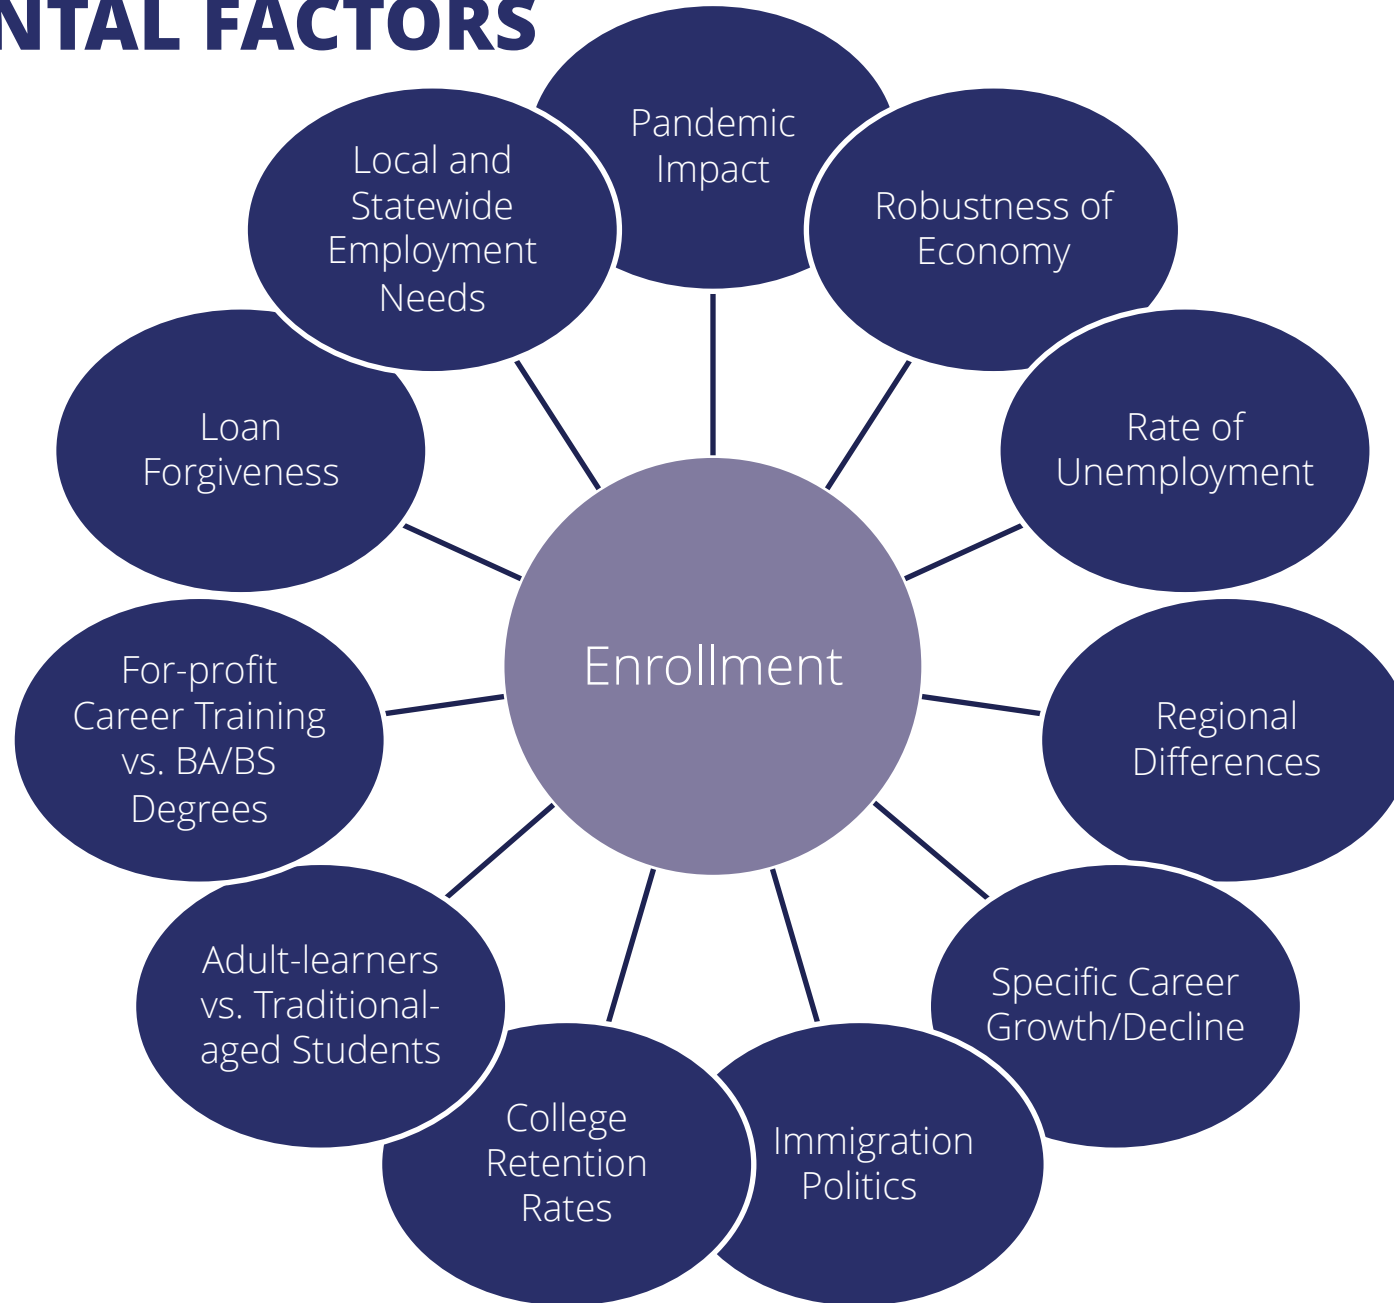 NTAL FACTORS
Pandemic
Impact
Robustness of
Economy
Rate of
Unemployment
Regional
Differences
Specific Career
Growth/Decline
Immigration
Politics
College
Retention
Rates
Adult-learners
vs. Traditional-
aged Students
For-profit
Career Training
vs. BA/BS
Degrees
Loan
Forgiveness
Local and
Statewide
Employment
Needs
Enrollment